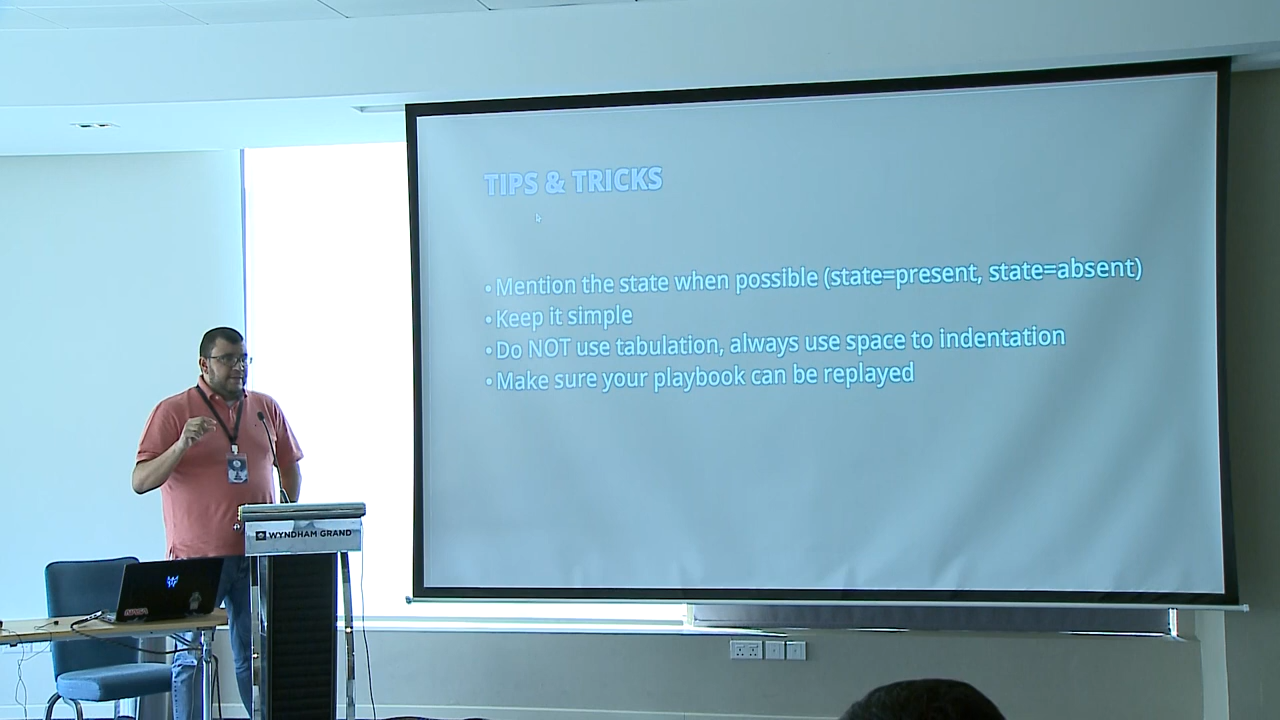 TIPS & TRICKS
• Mention the state when possible (state=present, state=absent)
• Keep it simple
• Do NOT use tabulation, always use space to indentation
• Make sure your playbook can be replayed
WYNDHAM GRAND